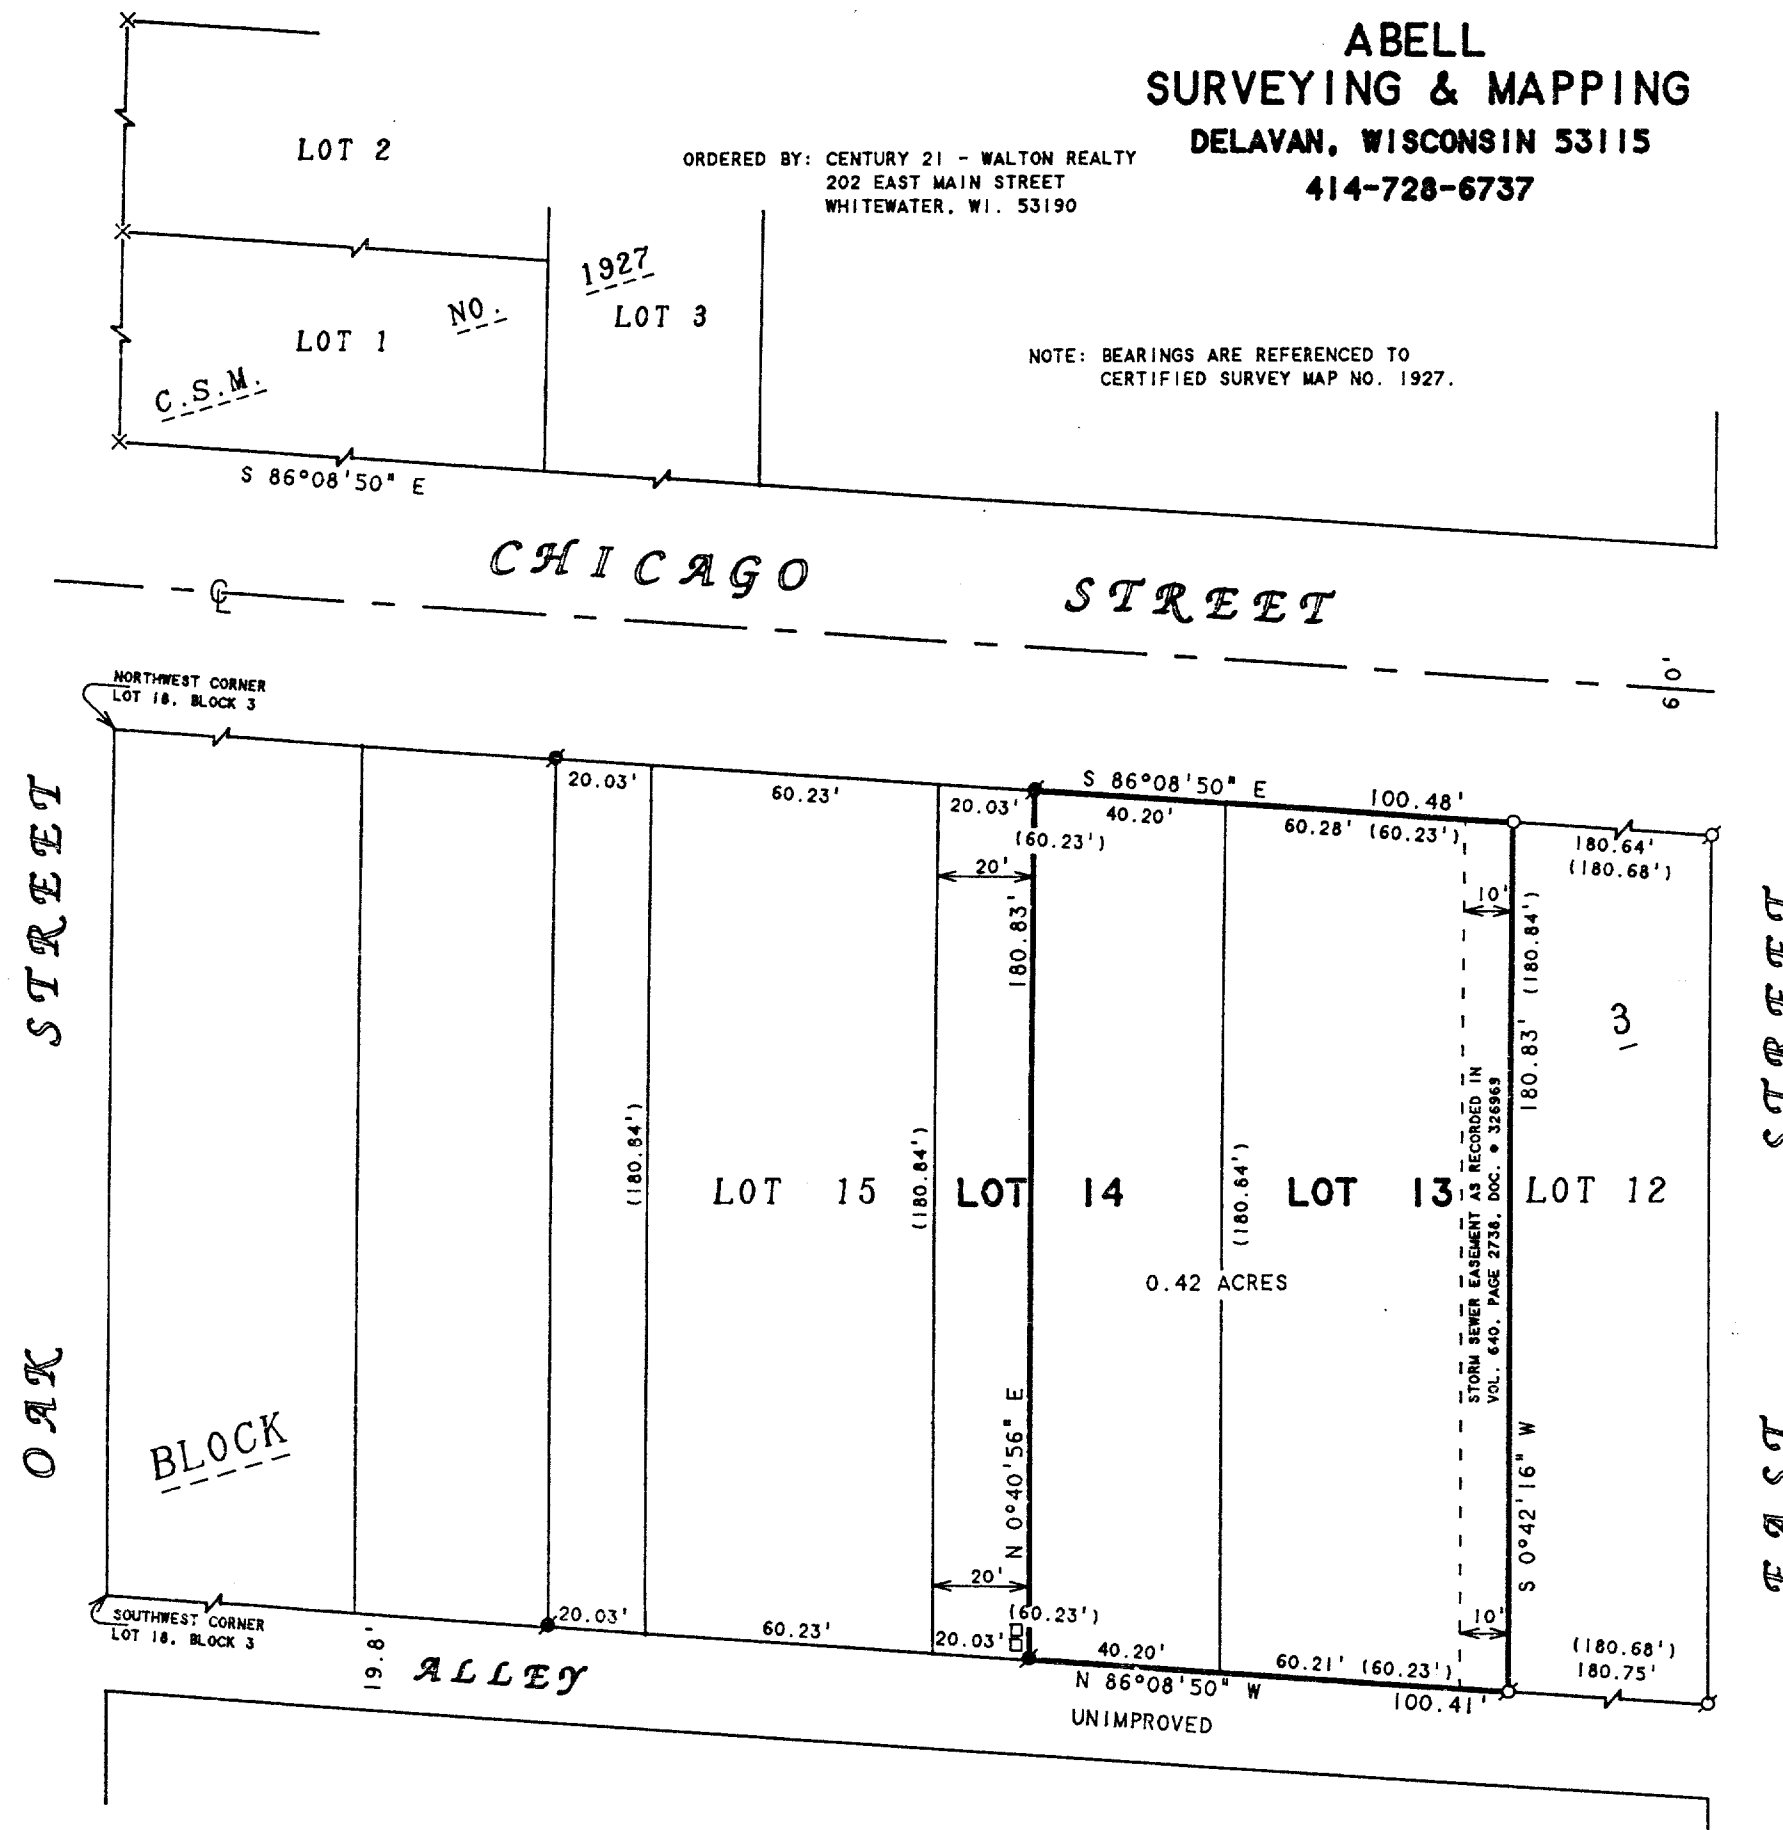 ABELL
SURVEYING & MAPPING
DELAVAN, WISCONSIN 53115
414-728-6737
ORDERED BY: CENTURY 21 - WALTON REALTY
202 EAST MAIN STREET
WHITEWATER, WI. 53190
LOT 2
1927
NO.
LOT 3
LOT 1
C.S.M.
NOTE: BEARINGS ARE REFERENCED TO
CERTIFIED SURVEY MAP NO. 1927.
S 86°08'50" E
CHICAGO STREET
℄
60'
NORTHWEST CORNER
LOT 18, BLOCK 3
20.03'
60.23'
20.03'
S 86°08'50" E
100.48'
40.20'
60.28' (60.23')
(60.23')
180.64'
(180.68')
20'
10'
180.83'
180.83' (180.84')
3
OAK STREET
EAST STREET
(180.84')
(180.84')
(180.84')
LOT 15
LOT 14
LOT 13
LOT 12
STORM SEWER EASEMENT AS RECORDED IN
VOL. 640, PAGE 2738, DOC. # 326969
0.42 ACRES
N 0°40'56" E
S 0°42'16" W
BLOCK
20'
10'
SOUTHWEST CORNER
LOT 18, BLOCK 3
20.03'
60.23'
20.03'
(60.23')
40.20'
60.21' (60.23')
(180.68')
180.75'
N 86°08'50" W
100.41'
19.8'
ALLEY
UNIMPROVED